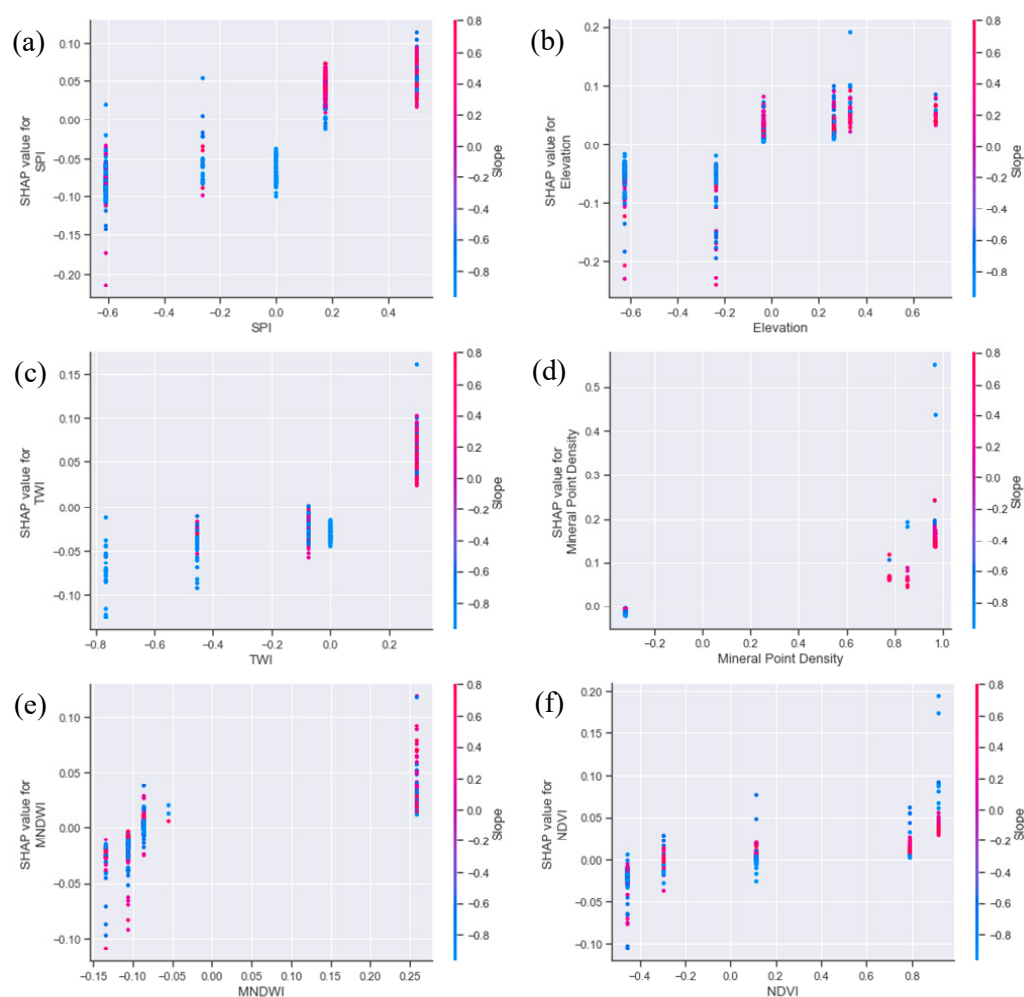 (a)
0.10
0.05
0.00
−0.05
−0.10
−0.15
−0.20
SHAP value for
SPI
−0.6 −0.4 −0.2 0.0 0.2 0.4
SPI
0.8
0.6
0.4
0.2
0.0
−0.2
−0.4
−0.6
−0.8
Slope
(b)
0.2
0.1
0.0
−0.1
−0.2
SHAP value for
Elevation
−0.6 −0.4 −0.2 0.0 0.2 0.4 0.6
Elevation
0.8
0.6
0.4
0.2
0.0
−0.2
−0.4
−0.6
−0.8
Slope
(c)
0.15
0.10
0.05
0.00
−0.05
−0.10
SHAP value for
TWI
−0.8 −0.6 −0.4 −0.2 0.0 0.2
TWI
0.8
0.6
0.4
0.2
0.0
−0.2
−0.4
−0.6
−0.8
Slope
(d)
0.5
0.4
0.3
0.2
0.1
0.0
SHAP value for
Mineral Point Density
−0.2 0.0 0.2 0.4 0.6 0.8 1.0
Mineral Point Density
0.8
0.6
0.4
0.2
0.0
−0.2
−0.4
−0.6
−0.8
Slope
(e)
0.10
0.05
0.00
−0.05
−0.10
SHAP value for
MNDWI
−0.15 −0.10 −0.05 0.00 0.05 0.10 0.15 0.20 0.25
MNDWI
0.8
0.6
0.4
0.2
0.0
−0.2
−0.4
−0.6
−0.8
Slope
(f)
0.20
0.15
0.10
0.05
0.00
−0.05
−0.10
SHAP value for
NDVI
−0.4 −0.2 0.0 0.2 0.4 0.6 0.8
NDVI
0.8
0.6
0.4
0.2
0.0
−0.2
−0.4
−0.6
−0.8
Slope